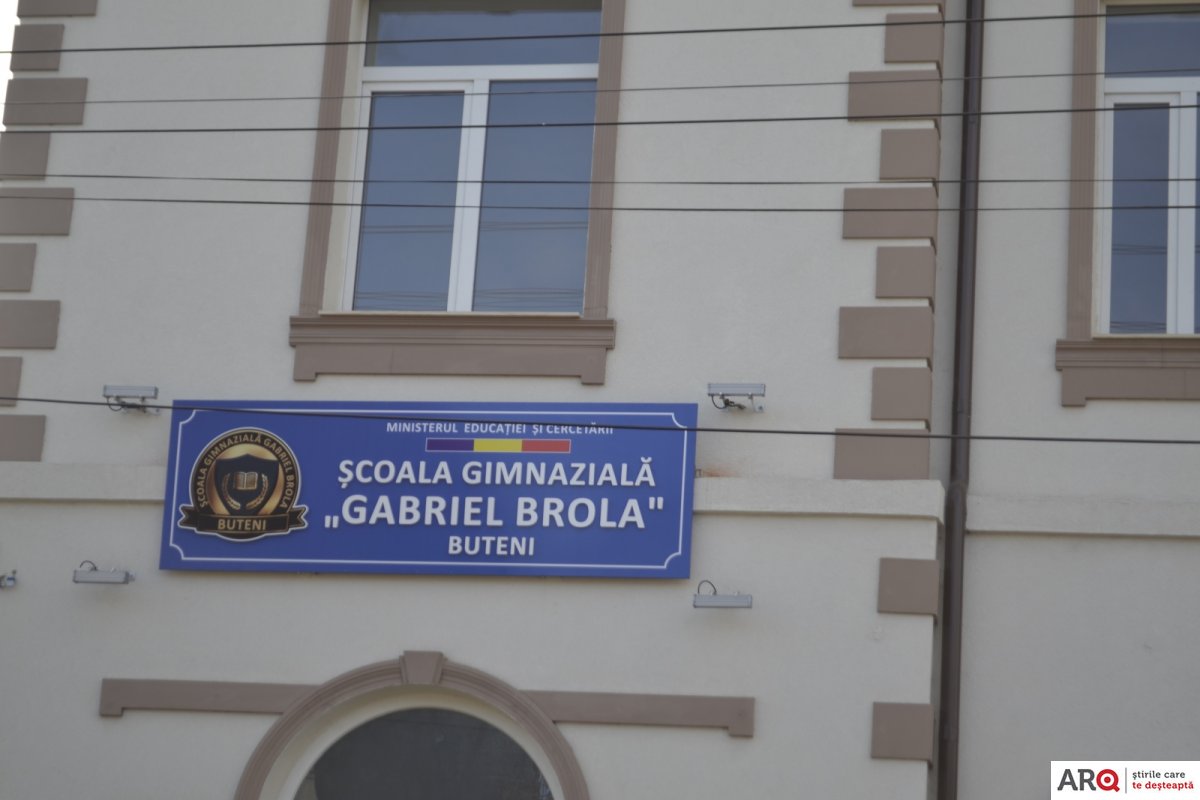 MINISTERUL EDUCAȚIEI ȘI CERCETĂRII
ȘCOALA GIMNAZIALĂ
„GABRIEL BROLA"
BUTENI
ȘCOALA GIMNAZIALĂ GABRIEL BROLA
BUTENI
ARQ
știrile care
te deșteaptă